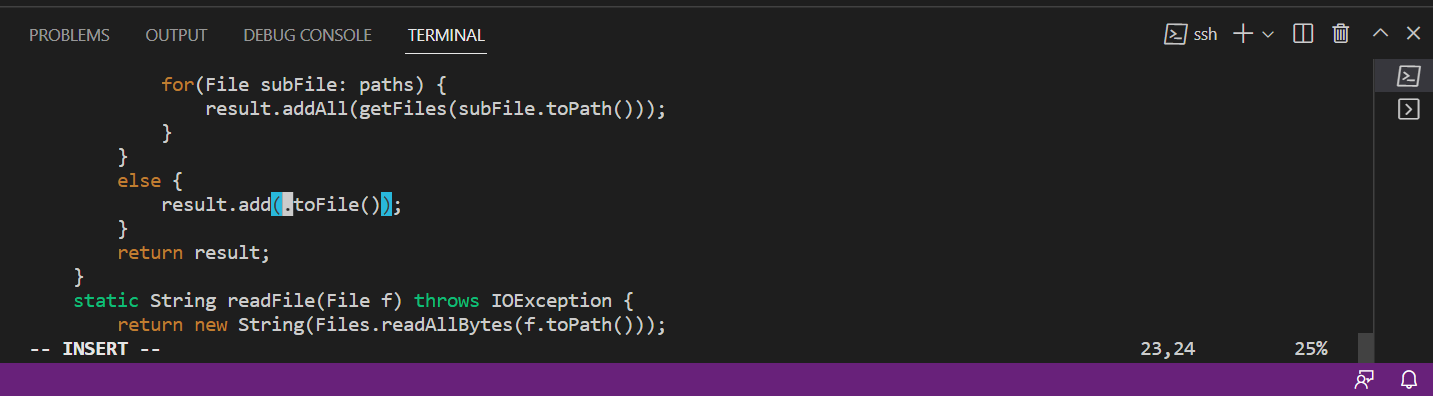 PROBLEMS OUTPUT DEBUG CONSOLE TERMINAL ssh
            for(File subFile: paths) {
                result.addAll(getFiles(subFile.toPath()));
            }
        }
        else {
            result.add(.toFile());
        }
        return result;
    }
    static String readFile(File f) throws IOException {
        return new String(Files.readAllBytes(f.toPath()));
-- INSERT -- 23,24 25%